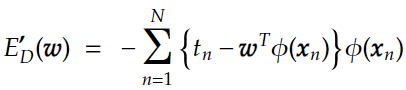 E′_D(w) = − ∑_{n=1}^{N} {t_n − w^T ϕ(x_n)} ϕ(x_n)